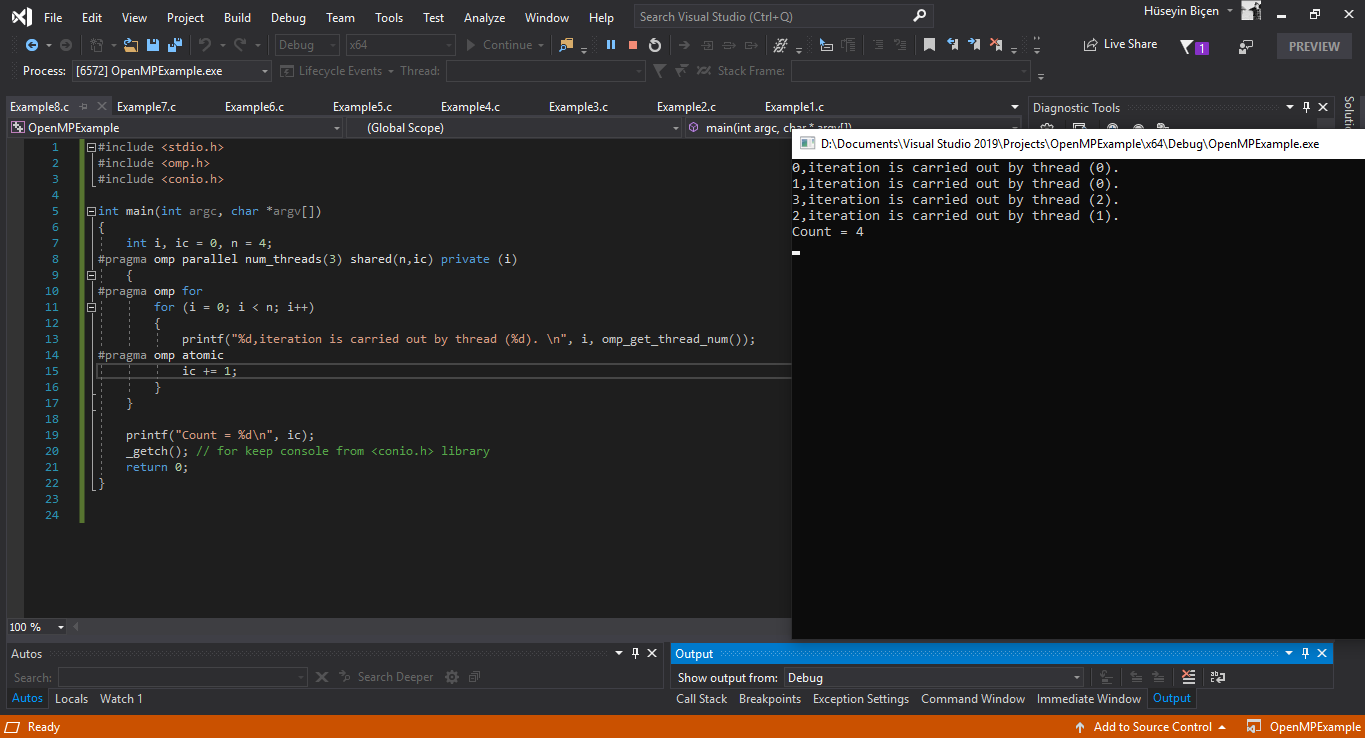 File Edit View Project Build Debug Team Tools Test Analyze Window Help Search Visual Studio (Ctrl+Q) Hüseyin Biçen
Debug x64 Continue Live Share 1 PREVIEW
Process: [6572] OpenMPExample.exe Lifecycle Events Thread: Stack Frame:
Example8.c Example7.c Example6.c Example5.c Example4.c Example3.c Example2.c Example1.c Diagnostic Tools
OpenMPExample (Global Scope) main(int argc, char * argv[])
1 #include <stdio.h>
2 #include <omp.h>
3 #include <conio.h>
4
5 int main(int argc, char *argv[])
6 {
7 int i, ic = 0, n = 4;
8 #pragma omp parallel num_threads(3) shared(n,ic) private (i)
9 {
10 #pragma omp for
11 for (i = 0; i < n; i++)
12 {
13 printf("%d,iteration is carried out by thread (%d). \n", i, omp_get_thread_num());
14 #pragma omp atomic
15 ic += 1;
16 }
17 }
18
19 printf("Count = %d\n", ic);
20 _getch(); // for keep console from <conio.h> library
21 return 0;
22 }
23
24
D:\Documents\Visual Studio 2019\Projects\OpenMPExample\x64\Debug\OpenMPExample.exe
0,iteration is carried out by thread (0).
1,iteration is carried out by thread (0).
3,iteration is carried out by thread (2).
2,iteration is carried out by thread (1).
Count = 4
100 %
Autos
Search: Search Deeper
Autos Locals Watch 1
Output
Show output from: Debug
Call Stack Breakpoints Exception Settings Command Window Immediate Window Output
Ready Add to Source Control OpenMPExample